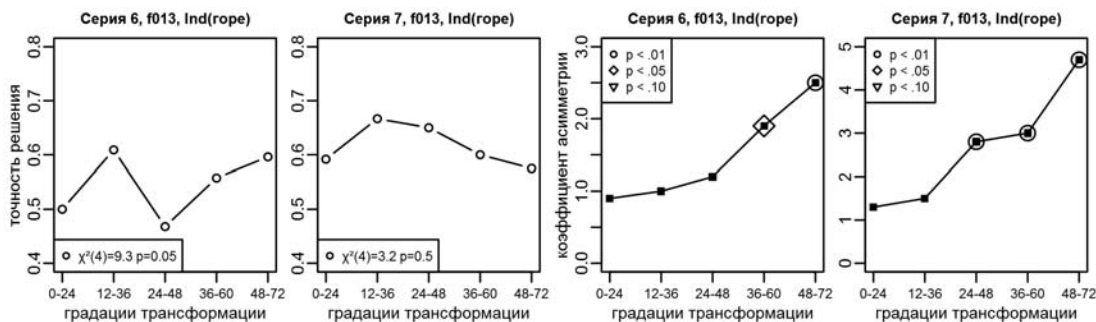 Серия 6, f013, Ind(горе)
точность решения
0.8
0.7
0.6
0.5
0.4
χ²(4)=9.3 p=0.05
0-24 12-36 24-48 36-60 48-72
градации трансформации
Серия 7, f013, Ind(горе)
0.8
0.7
0.6
0.5
0.4
χ²(4)=3.2 p=0.5
0-24 12-36 24-48 36-60 48-72
градации трансформации
Серия 6, f013, Ind(горе)
коэффициент асимметрии
3.0
2.0
1.0
0.0
p < .01
p < .05
p < .10
0-24 12-36 24-48 36-60 48-72
градации трансформации
Серия 7, f013, Ind(горе)
5
4
3
2
1
0
p < .01
p < .05
p < .10
0-24 12-36 24-48 36-60 48-72
градации трансформации